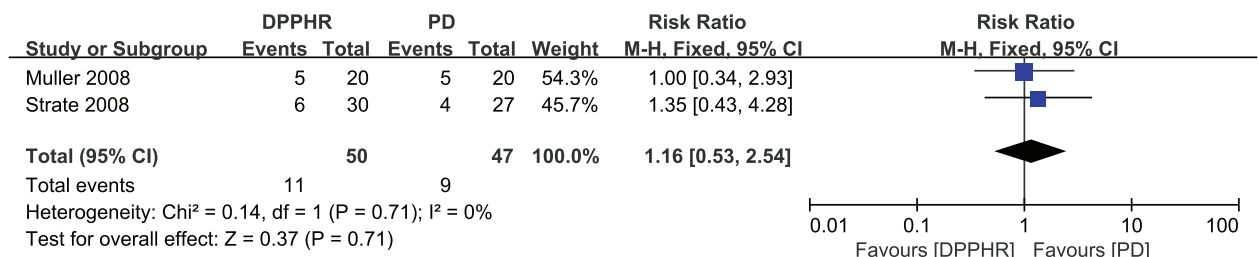 DPPHR PD Risk Ratio Risk Ratio
Study or Subgroup Events Total Events Total Weight M-H, Fixed, 95% CI M-H, Fixed, 95% CI
Muller 2008 5 20 5 20 54.3% 1.00 [0.34, 2.93]
Strate 2008 6 30 4 27 45.7% 1.35 [0.43, 4.28]
Total (95% CI) 50 47 100.0% 1.16 [0.53, 2.54]
Total events 11 9
Heterogeneity: Chi² = 0.14, df = 1 (P = 0.71); I² = 0%
Test for overall effect: Z = 0.37 (P = 0.71)
0.01 0.1 1 10 100
Favours [DPPHR] Favours [PD]